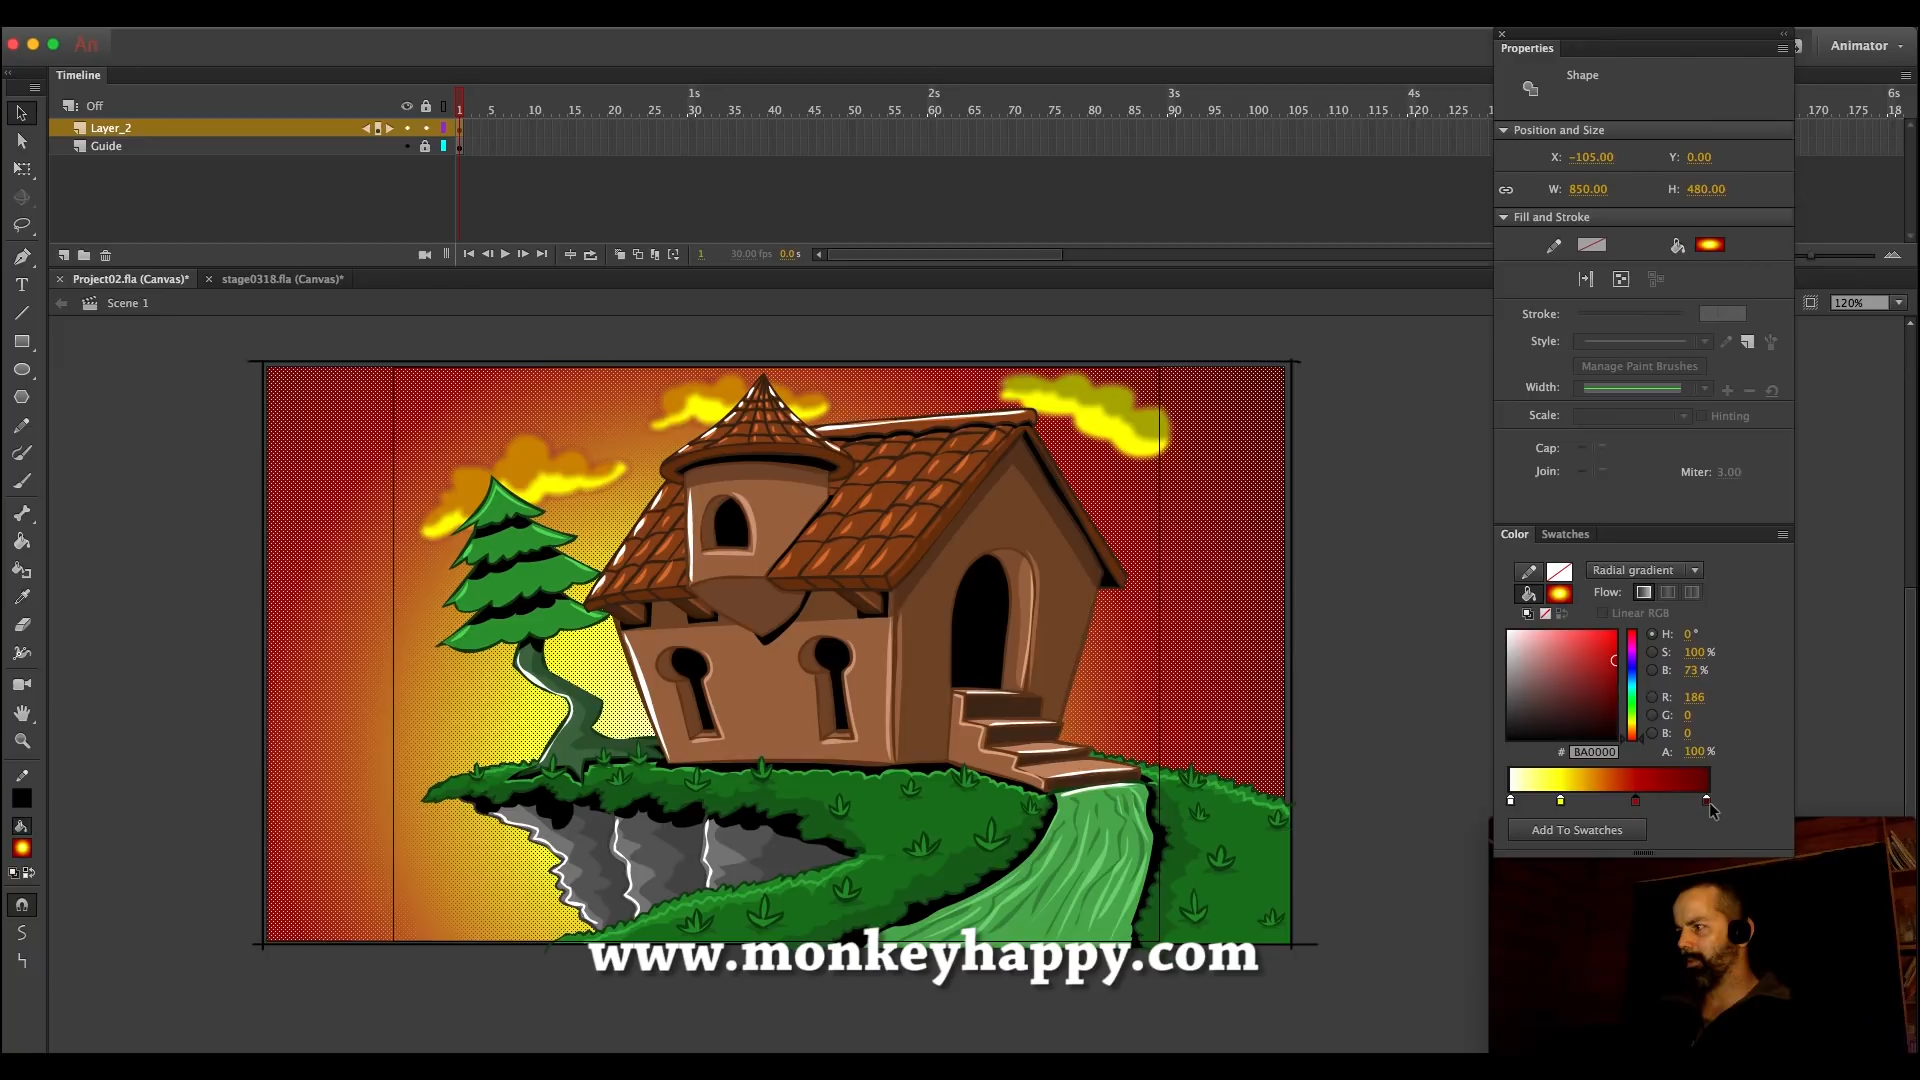 An
Animator
Timeline
Properties
Shape
Off
1s 2s 3s 4s 6s
1 5 10 15 20 25 30 35 40 45 50 55 60 65 70 75 80 85 90 95 100 105 110 115 120 125 170 175 18
Layer_2
Guide
Position and Size
X: -105.00 Y: 0.00
W: 850.00 H: 480.00
Fill and Stroke
1 30.00 fps 0.0 s
Project02.fla (Canvas)* stage0318.fla (Canvas)*
Scene 1
120%
Stroke:
Style:
Manage Paint Brushes
Width:
Scale: Hinting
Cap:
Join: Miter: 3.00
Color Swatches
Radial gradient
Flow:
Linear RGB
H: 0 °
S: 100 %
B: 73 %
R: 186
G: 0
B: 0
# BA0000 A: 100 %
Add To Swatches
www.monkeyhappy.com